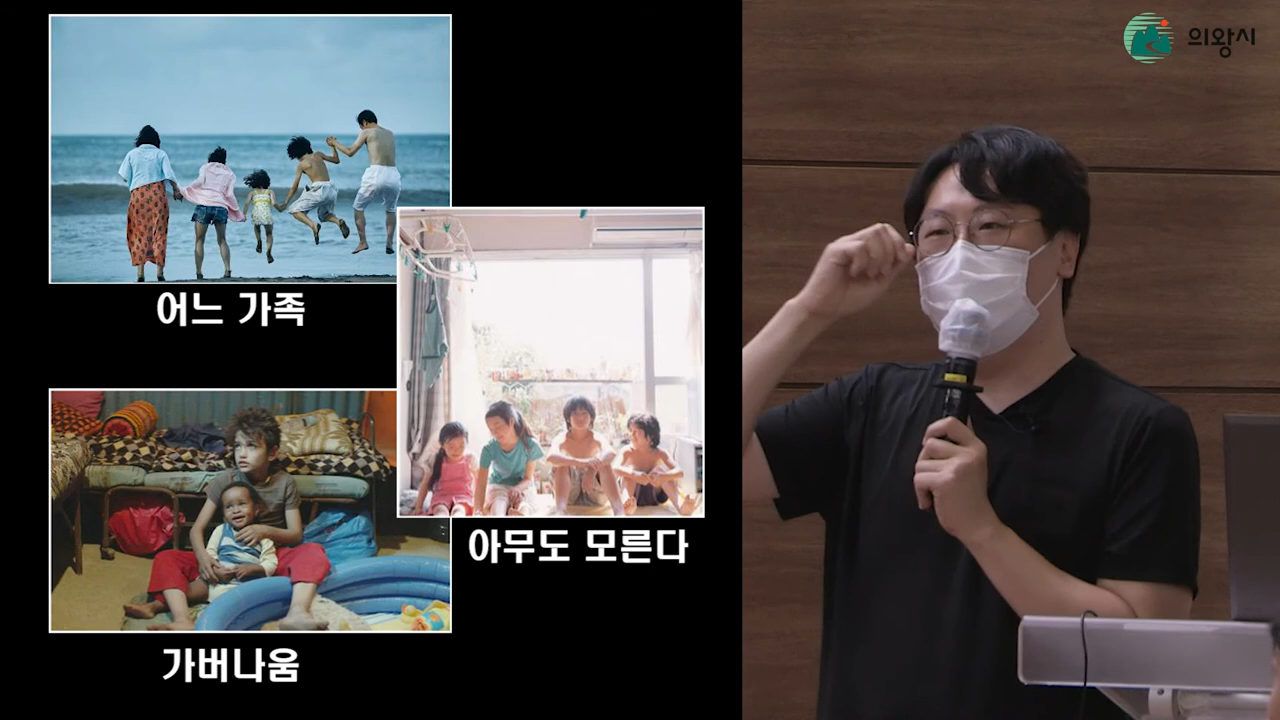 의왕시
어느 가족
아무도 모른다
가버나움